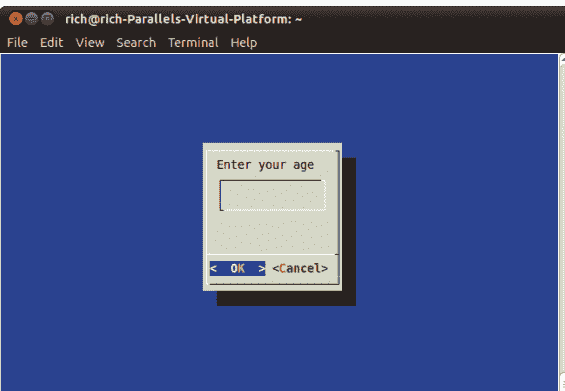 rich@rich-Parallels-Virtual-Platform: ~
File Edit View Search Terminal Help
Enter your age
< OK > <Cancel>